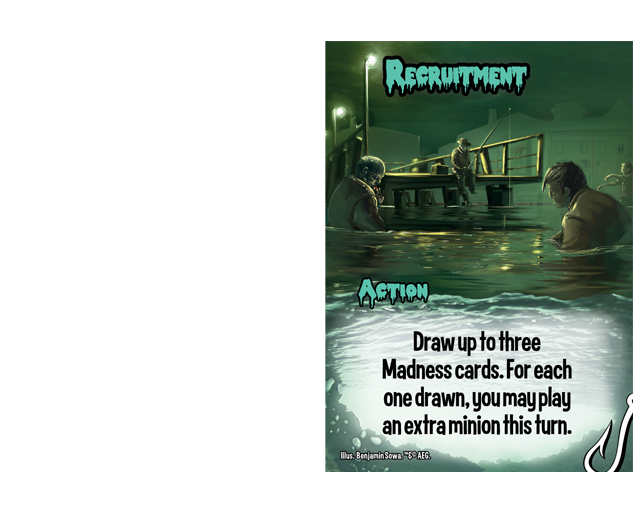 Recruitment
Action
Draw up to three
Madness cards. For each
one drawn, you may play
an extra minion this turn.
Illus. Benjamin Sowa. ™&© AEG.